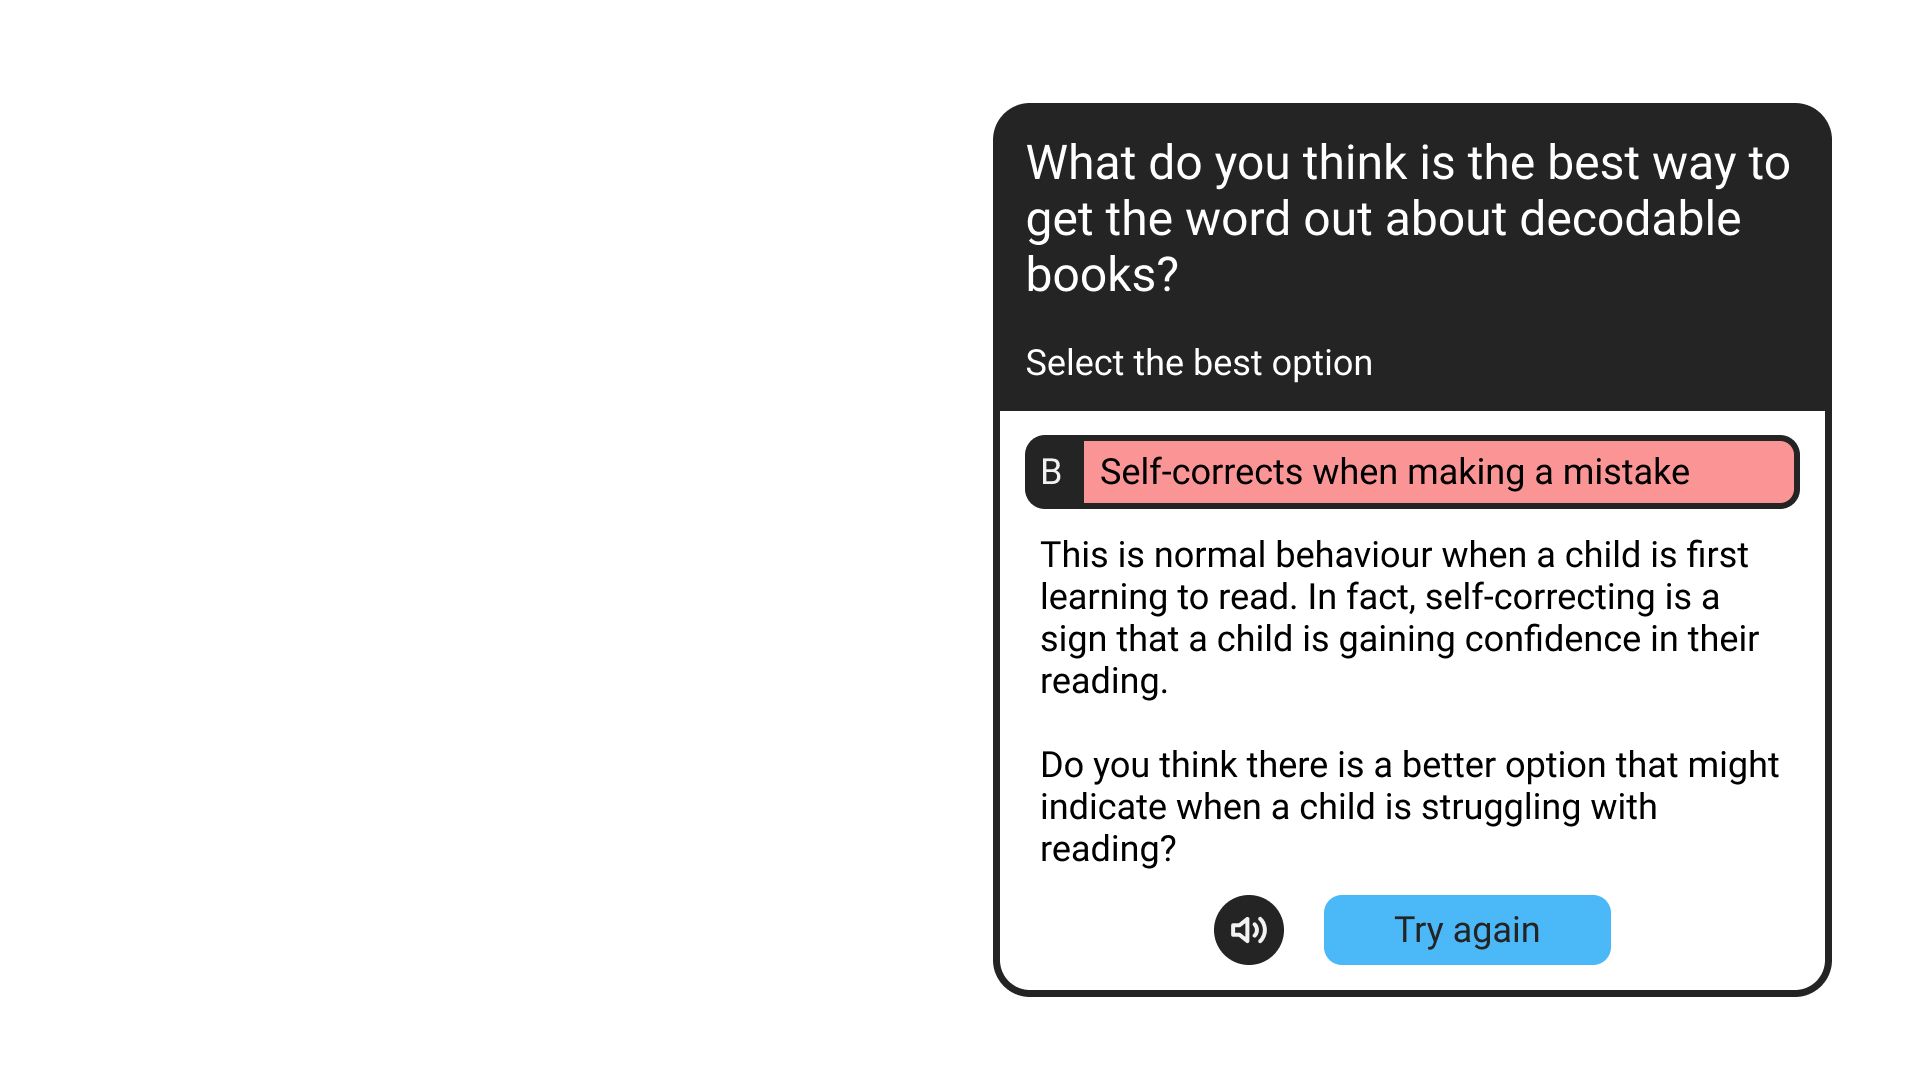 What do you think is the best way to
get the word out about decodable
books?
Select the best option
B Self-corrects when making a mistake
This is normal behaviour when a child is first
learning to read. In fact, self-correcting is a
sign that a child is gaining confidence in their
reading.
Do you think there is a better option that might
indicate when a child is struggling with
reading?
Try again